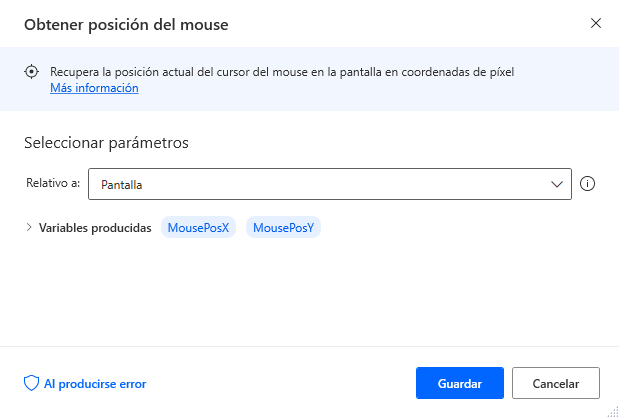 Obtener posición del mouse
Recupera la posición actual del cursor del mouse en la pantalla en coordenadas de píxel
Más información
Seleccionar parámetros
Relativo a: Pantalla
Variables producidas MousePosX MousePosY
Al producirse error Guardar Cancelar